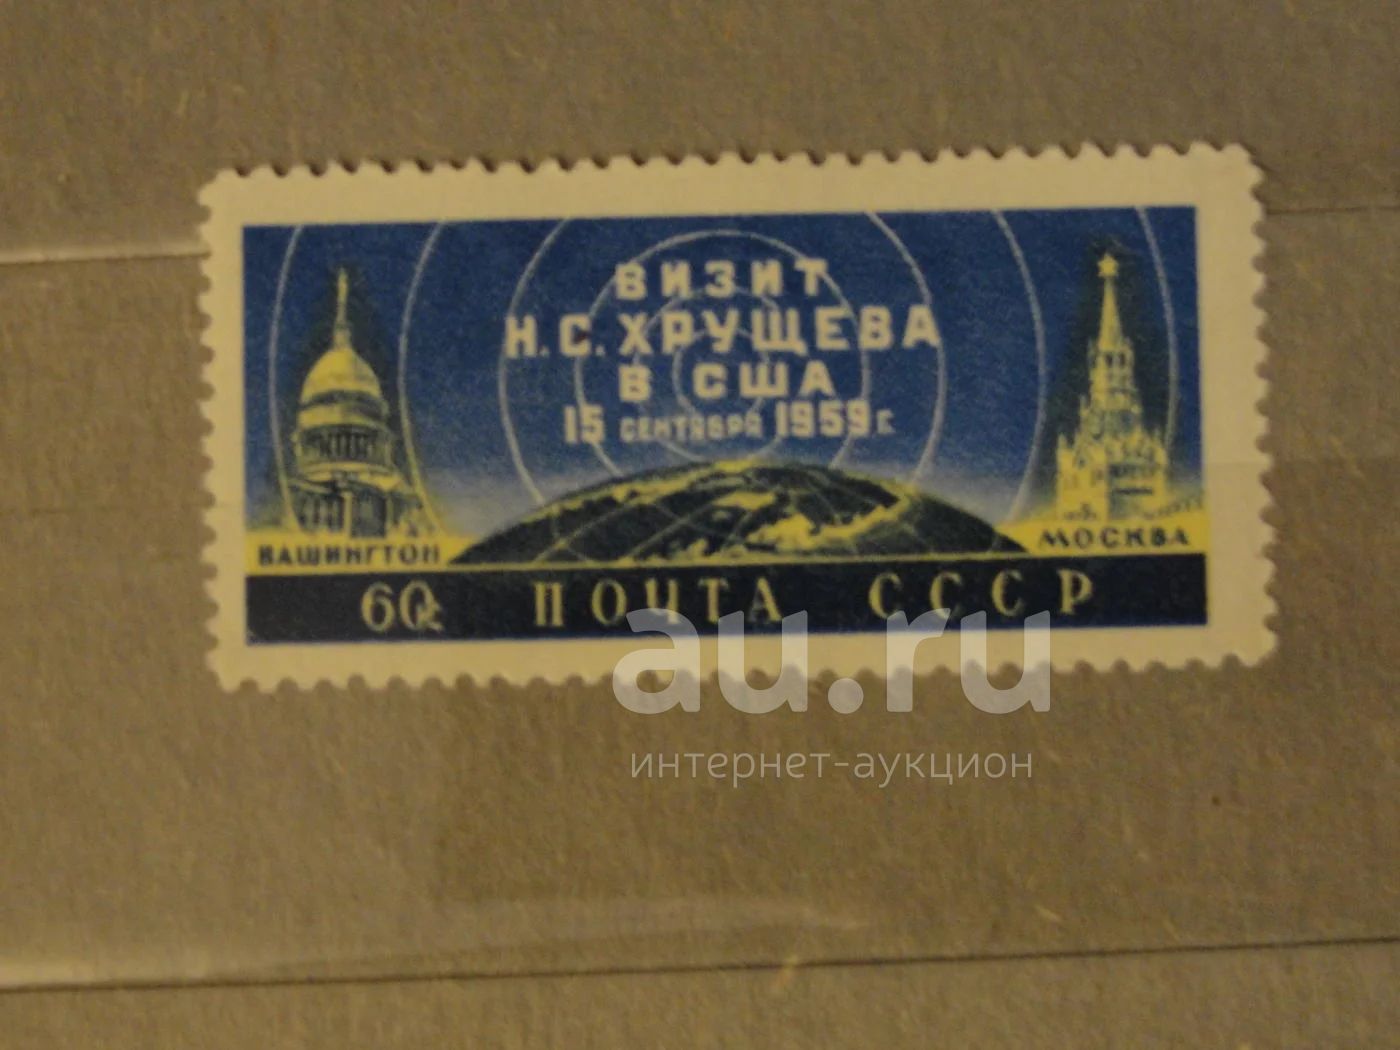 ВИЗИТ
Н.С.ХРУЩЕВА
В США
15 СЕНТЯБРЯ 1959 г.
ВАШИНГТОН
МОСКВА
60к ПОЧТА СССР
au.ru
интернет-аукцион